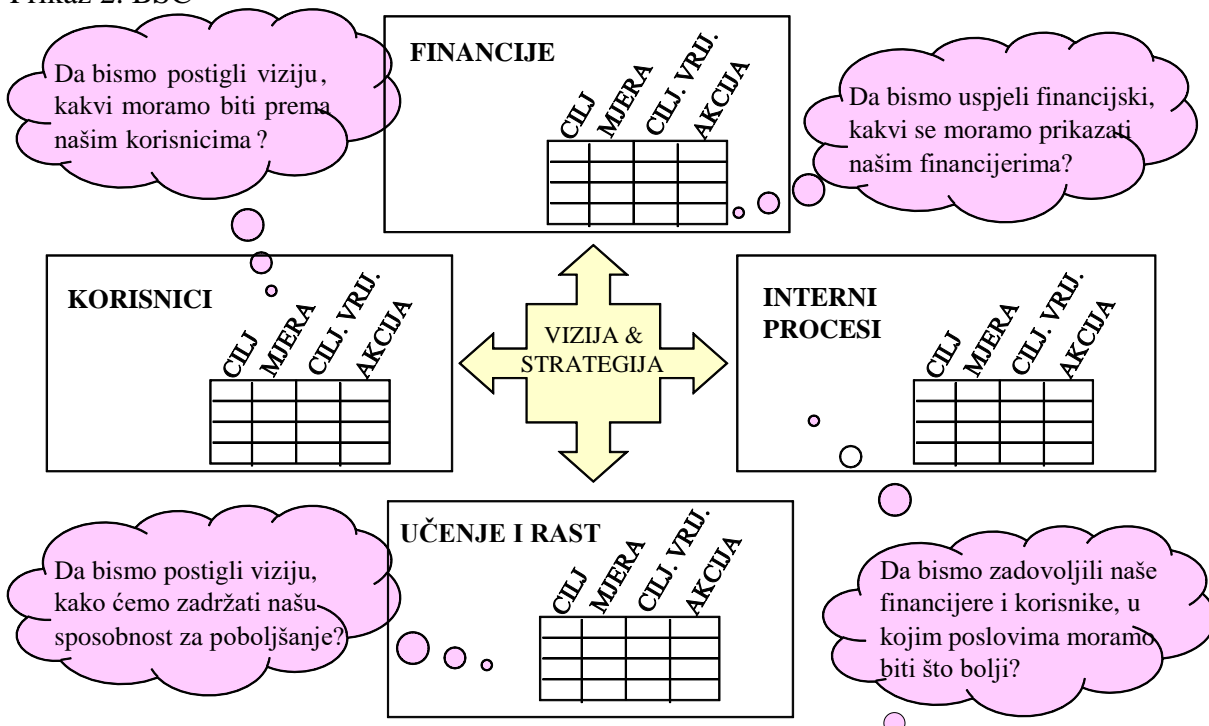 Prikaz 2. BSC
Da bismo postigli viziju,
kakvi moramo biti prema
našim korisnicima ?
FINANCIJE
CILJ
MJERA
CILJ. VRIJ.
AKCIJA
Da bismo uspjeli financijski,
kakvi se moramo prikazati
našim financijerima?
KORISNICI
CILJ
MJERA
CILJ. VRIJ.
AKCIJA
VIZIJA &
STRATEGIJA
INTERNI
PROCESI
CILJ
MJERA
CILJ. VRIJ.
AKCIJA
Da bismo postigli viziju,
kako ćemo zadržati našu
sposobnost za poboljšanje?
UČENJE I RAST
CILJ
MJERA
CILJ. VRIJ.
AKCIJA
Da bismo zadovoljili naše
financijere i korisnike, u
kojim poslovima moramo
biti što bolji?